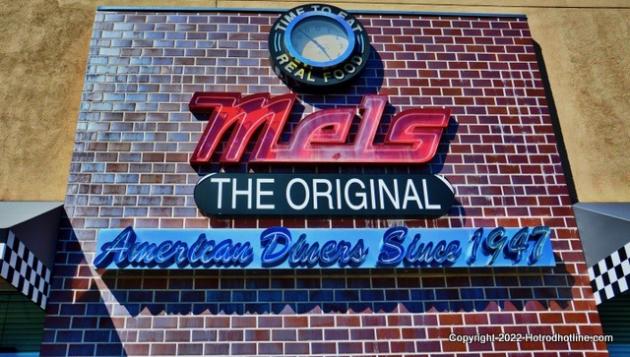 TIME TO EAT
REAL FOOD
Mels
THE ORIGINAL
American Diners Since 1947
Copyright-2022-Hotrodhotline.com